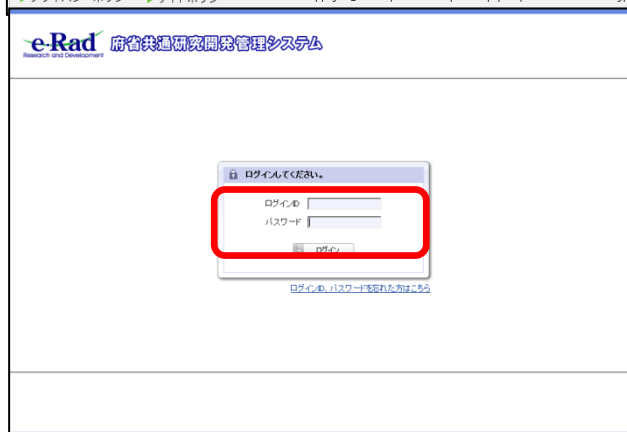 e-Rad 府省共通研究開発管理システム
Research and Development
ログインしてください。
ログインID
パスワード
ログイン
ログインID、パスワードを忘れた方はこちら